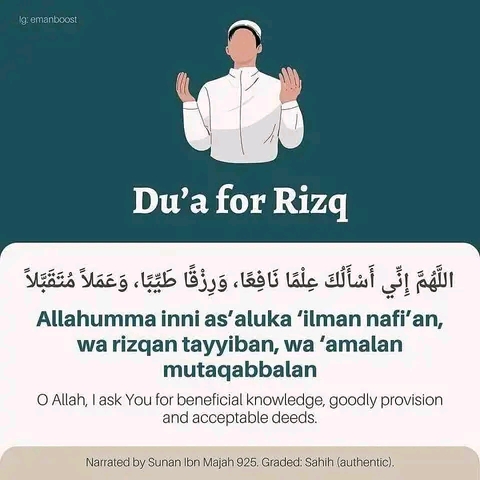 Ig: emanboost
Du’a for Rizq
اللَّهُمَّ إِنِّي أَسْأَلُكَ عِلْمًا نَافِعًا، وَرِزْقًا طَيِّبًا، وَعَمَلاً مُتَقَبَّلاً
Allahumma inni as’aluka ‘ilman nafi’an,
wa rizqan tayyiban, wa ‘amalan
mutaqabbalan
O Allah, I ask You for beneficial knowledge, goodly provision
and acceptable deeds.
Narrated by Sunan Ibn Majah 925. Graded: Sahih (authentic).